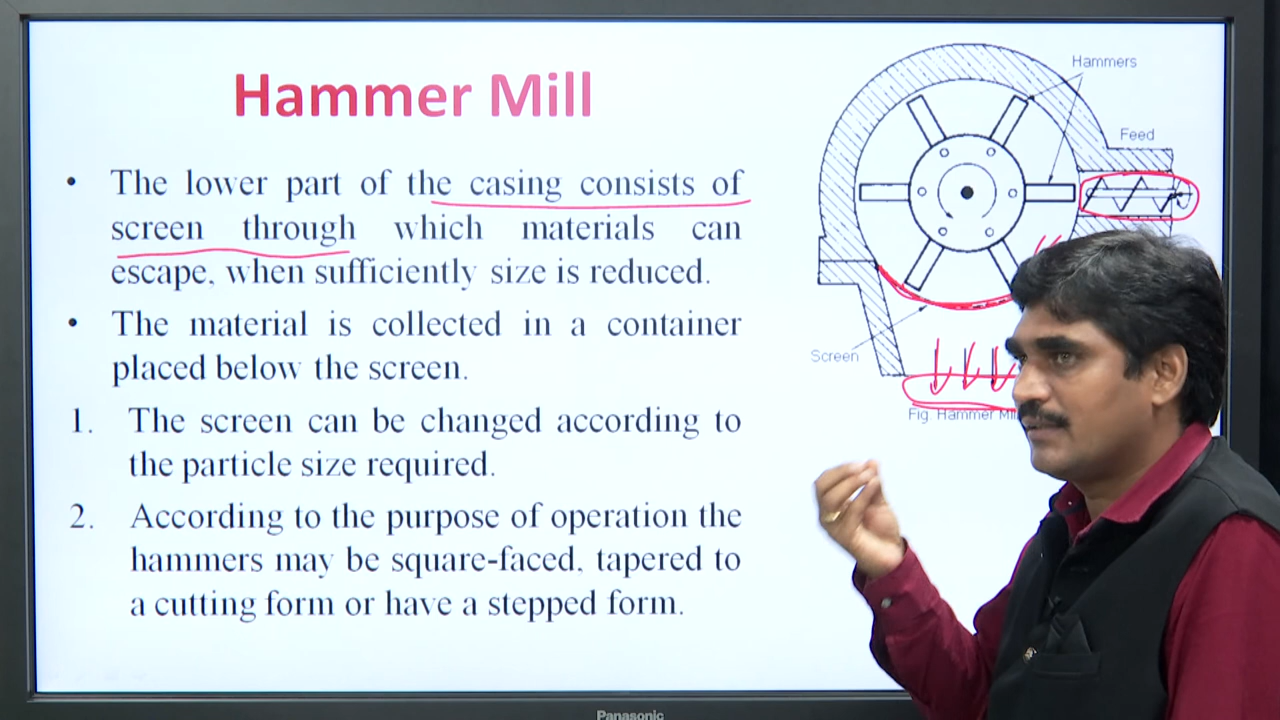 Hammer Mill
• The lower part of the casing consists of
screen through which materials can
escape, when sufficiently size is reduced.
• The material is collected in a container
placed below the screen.
1. The screen can be changed according to
the particle size required.
2. According to the purpose of operation the
hammers may be square-faced, tapered to
a cutting form or have a stepped form.
Hammers
Feed
Screen
Fig. Hammer Mill
Panasonic